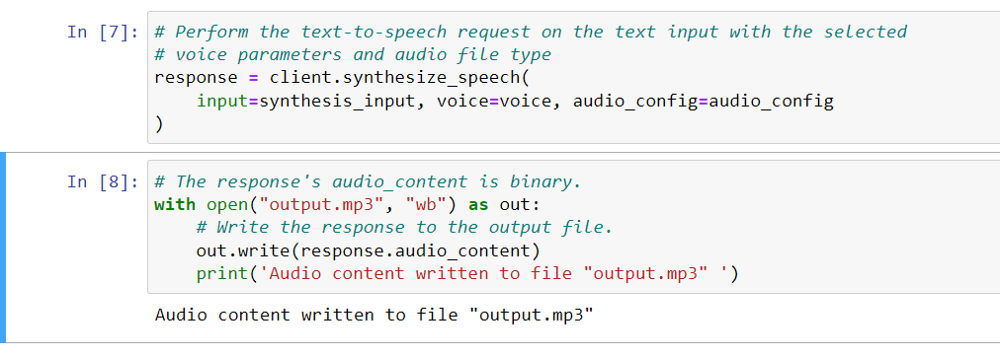 In [7]: # Perform the text-to-speech request on the text input with the selected
# voice parameters and audio file type
response = client.synthesize_speech(
    input=synthesis_input, voice=voice, audio_config=audio_config
)
In [8]: # The response's audio_content is binary.
with open("output.mp3", "wb") as out:
    # Write the response to the output file.
    out.write(response.audio_content)
    print('Audio content written to file "output.mp3" ')
Audio content written to file "output.mp3"